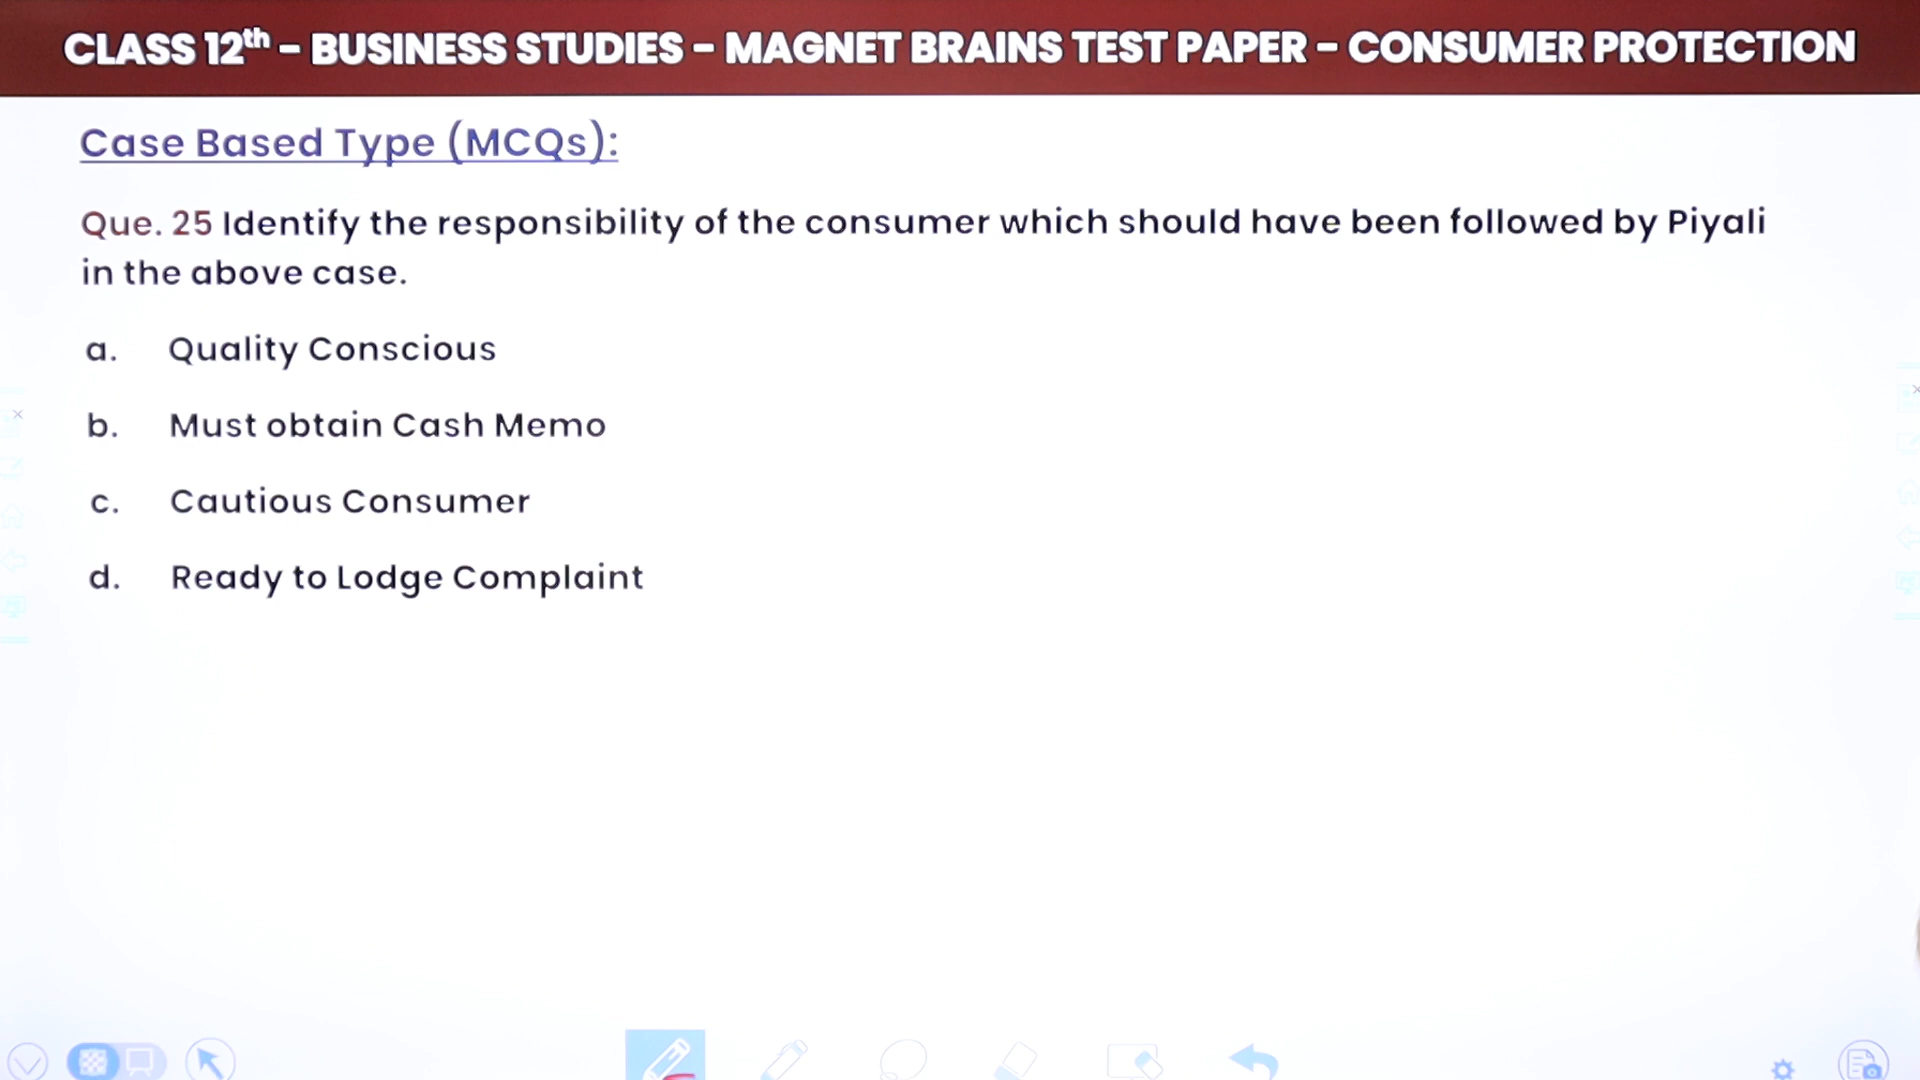 CLASS 12th – BUSINESS STUDIES – MAGNET BRAINS TEST PAPER – CONSUMER PROTECTION
Case Based Type (MCQs):
Que. 25 Identify the responsibility of the consumer which should have been followed by Piyali
in the above case.
a. Quality Conscious
b. Must obtain Cash Memo
c. Cautious Consumer
d. Ready to Lodge Complaint